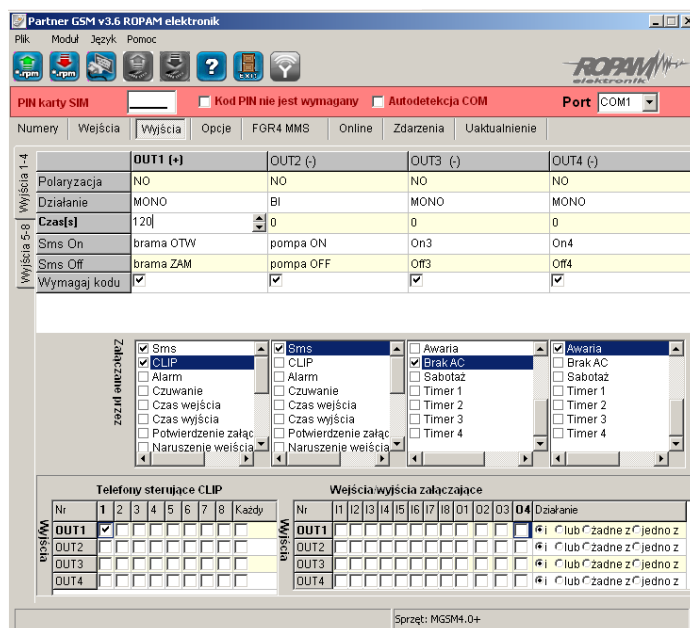 Partner GSM v3.6 ROPAM elektronik
Plik Moduł Język Pomoc
.rpm .rpm ? EXIT ROPAM
elektronik
PIN karty SIM Kod PIN nie jest wymagany Autodetekcja COM Port COM1
Numery Wejścia Wyjścia Opcje FGR4 MMS Online Zdarzenia Uaktualnienie
Wyjścia 1-4
Wyjścia 5-8
OUT1 (+) OUT2 (-) OUT3 (-) OUT4 (-)
Polaryzacja NO NO NO NO
Działanie MONO BI MONO MONO
Czas[s] 120 0 0 0
Sms On brama OTW pompa ON On3 On4
Sms Off brama ZAM pompa OFF Off3 Off4
Wymagaj kodu
Załączane przez
Sms Sms Awaria Awaria
CLIP CLIP Brak AC Brak AC
Alarm Alarm Sabotaż Sabotaż
Czuwanie Czuwanie Timer 1 Timer 1
Czas wejścia Czas wejścia Timer 2 Timer 2
Czas wyjścia Czas wyjścia Timer 3 Timer 3
Potwierdzenie załąc Potwierdzenie załąc Timer 4 Timer 4
Naruszenie wejścia Naruszenie wejścia
Telefony sterujące CLIP Wejścia/wyjścia załączające
Nr 1 2 3 4 5 6 7 8 Każdy Nr I1 I2 I3 I4 I5 I6 I7 I8 O1 O2 O3 O4 Działanie
Wyjścia Wyjścia
OUT1 OUT1 i lub żadne z jedno z
OUT2 OUT2 i lub żadne z jedno z
OUT3 OUT3 i lub żadne z jedno z
OUT4 OUT4 i lub żadne z jedno z
Sprzęt: MGSM4.0+